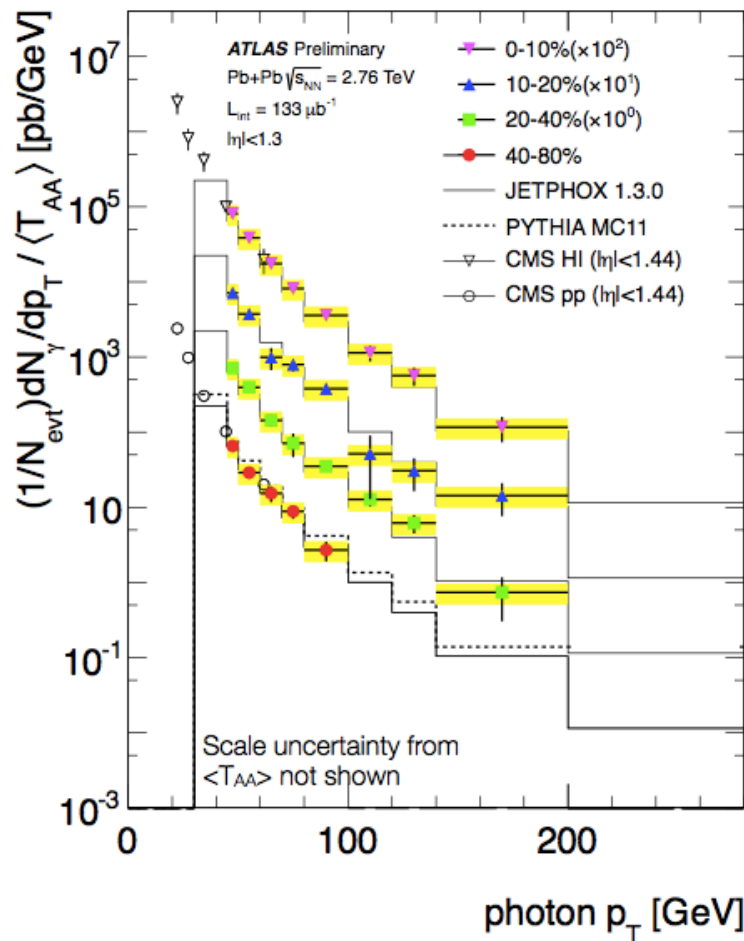 ATLAS Preliminary
Pb+Pb √sNN = 2.76 TeV
Lint = 133 μb-1
|η|<1.3
0-10%(×10²)
10-20%(×10¹)
20-40%(×10⁰)
40-80%
JETPHOX 1.3.0
PYTHIA MC11
CMS HI (|η|<1.44)
CMS pp (|η|<1.44)
(1/Nevt)dNγ/dpT / ⟨TAA⟩ [pb/GeV]
10⁷
10⁵
10³
10
10⁻¹
10⁻³
Scale uncertainty from
<TAA> not shown
0 100 200
photon pT [GeV]